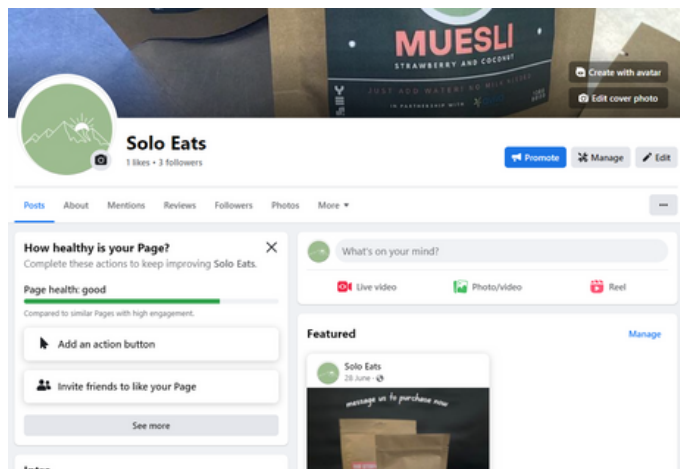 MUESLI
STRAWBERRY AND COCONUT
JUST ADD WATER! NO MILK NEEDED
IN PARTNERSHIP WITH
Create with avatar
Edit cover photo
Solo Eats
1 likes • 3 followers
Promote
Manage
Edit
Posts
About
Mentions
Reviews
Followers
Photos
More
How healthy is your Page?
Complete these actions to keep improving Solo Eats.
Page health: good
Compared to similar Pages with high engagement.
Add an action button
Invite friends to like your Page
See more
What's on your mind?
Live video
Photo/video
Reel
Featured
Manage
Solo Eats
28 June
message us to purchase now